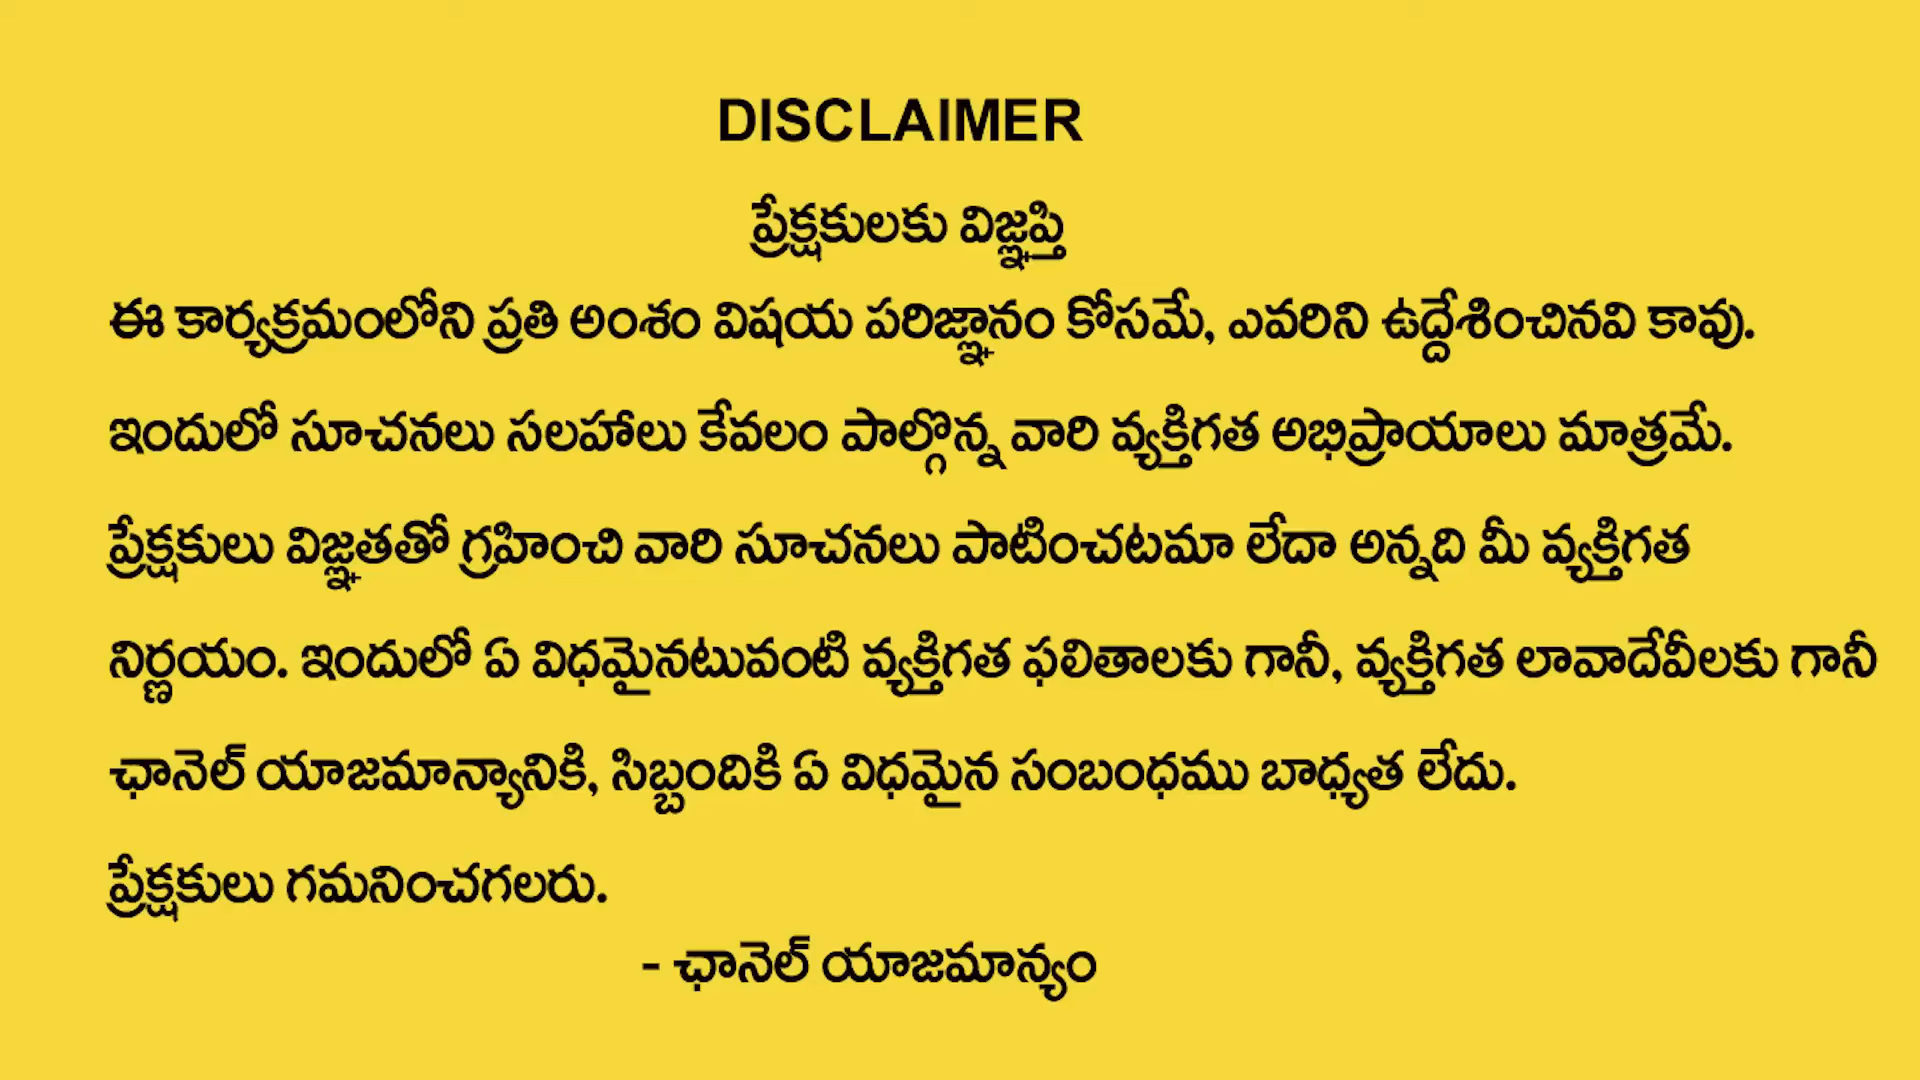 DISCLAIMER
ప్రేక్షకులకు విజ్ఞప్తి
ఈ కార్యక్రమంలోని ప్రతి అంశం విషయ పరిజ్ఞానం కోసమే, ఎవరిని ఉద్దేశించినవి కావు.
ఇందులో సూచనలు సలహాలు కేవలం పాల్గొన్న వారి వ్యక్తిగత అభిప్రాయాలు మాత్రమే.
ప్రేక్షకులు విజ్ఞతతో గ్రహించి వారి సూచనలు పాటించటమా లేదా అన్నది మీ వ్యక్తిగత
నిర్ణయం. ఇందులో ఏ విధమైనటువంటి వ్యక్తిగత ఫలితాలకు గానీ, వ్యక్తిగత లావాదేవీలకు గానీ
ఛానెల్ యాజమాన్యానికి, సిబ్బందికి ఏ విధమైన సంబంధము బాధ్యత లేదు.
ప్రేక్షకులు గమనించగలరు.
- ఛానెల్ యాజమాన్యం